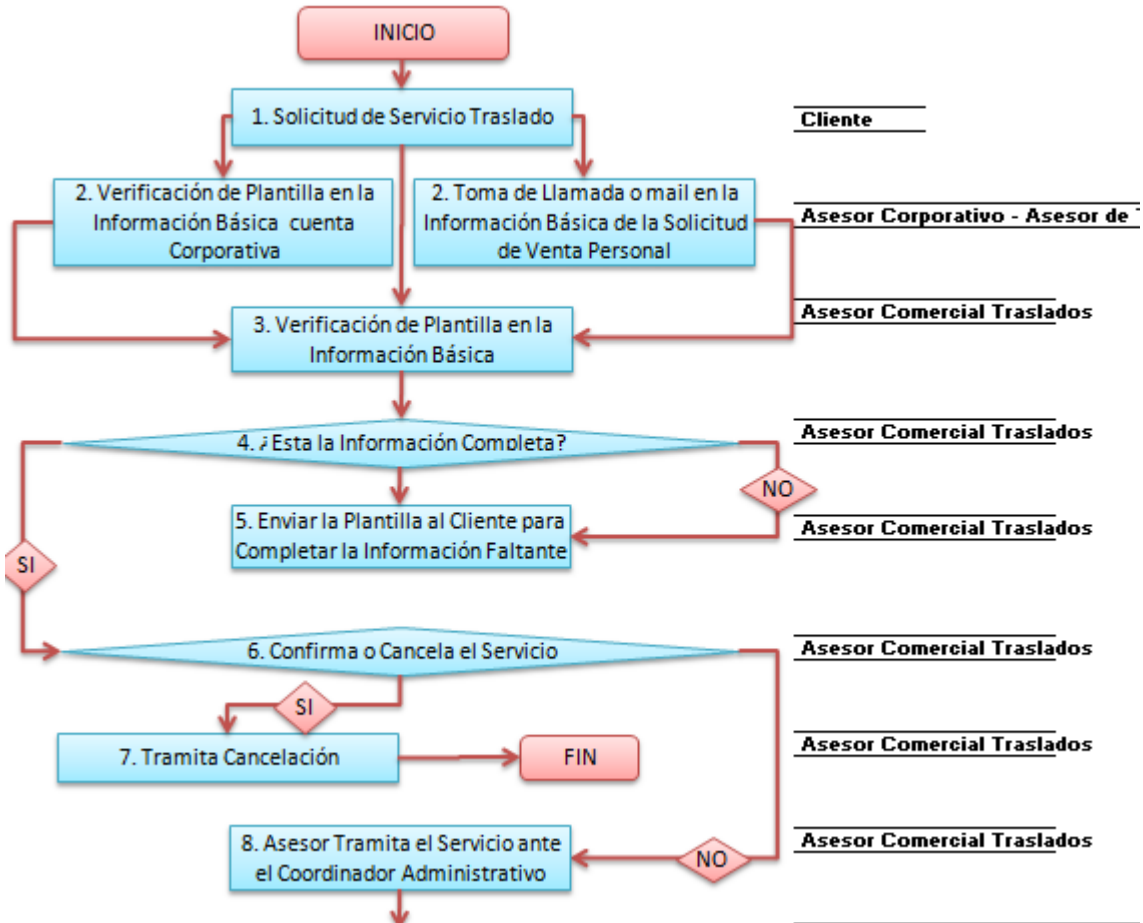 INICIO
1. Solicitud de Servicio Traslado
Cliente
2. Verificación de Plantilla en la
Información Básica cuenta
Corporativa
2. Toma de Llamada o mail en la
Información Básica de la Solicitud
de Venta Personal
Asesor Corporativo - Asesor de
3. Verificación de Plantilla en la
Información Básica
Asesor Comercial Traslados
4. ¿Esta la Información Completa?
Asesor Comercial Traslados
NO
5. Enviar la Plantilla al Cliente para
Completar la Información Faltante
Asesor Comercial Traslados
SI
6. Confirma o Cancela el Servicio
Asesor Comercial Traslados
SI
7. Tramita Cancelación
FIN
Asesor Comercial Traslados
8. Asesor Tramita el Servicio ante
el Coordinador Administrativo
NO
Asesor Comercial Traslados